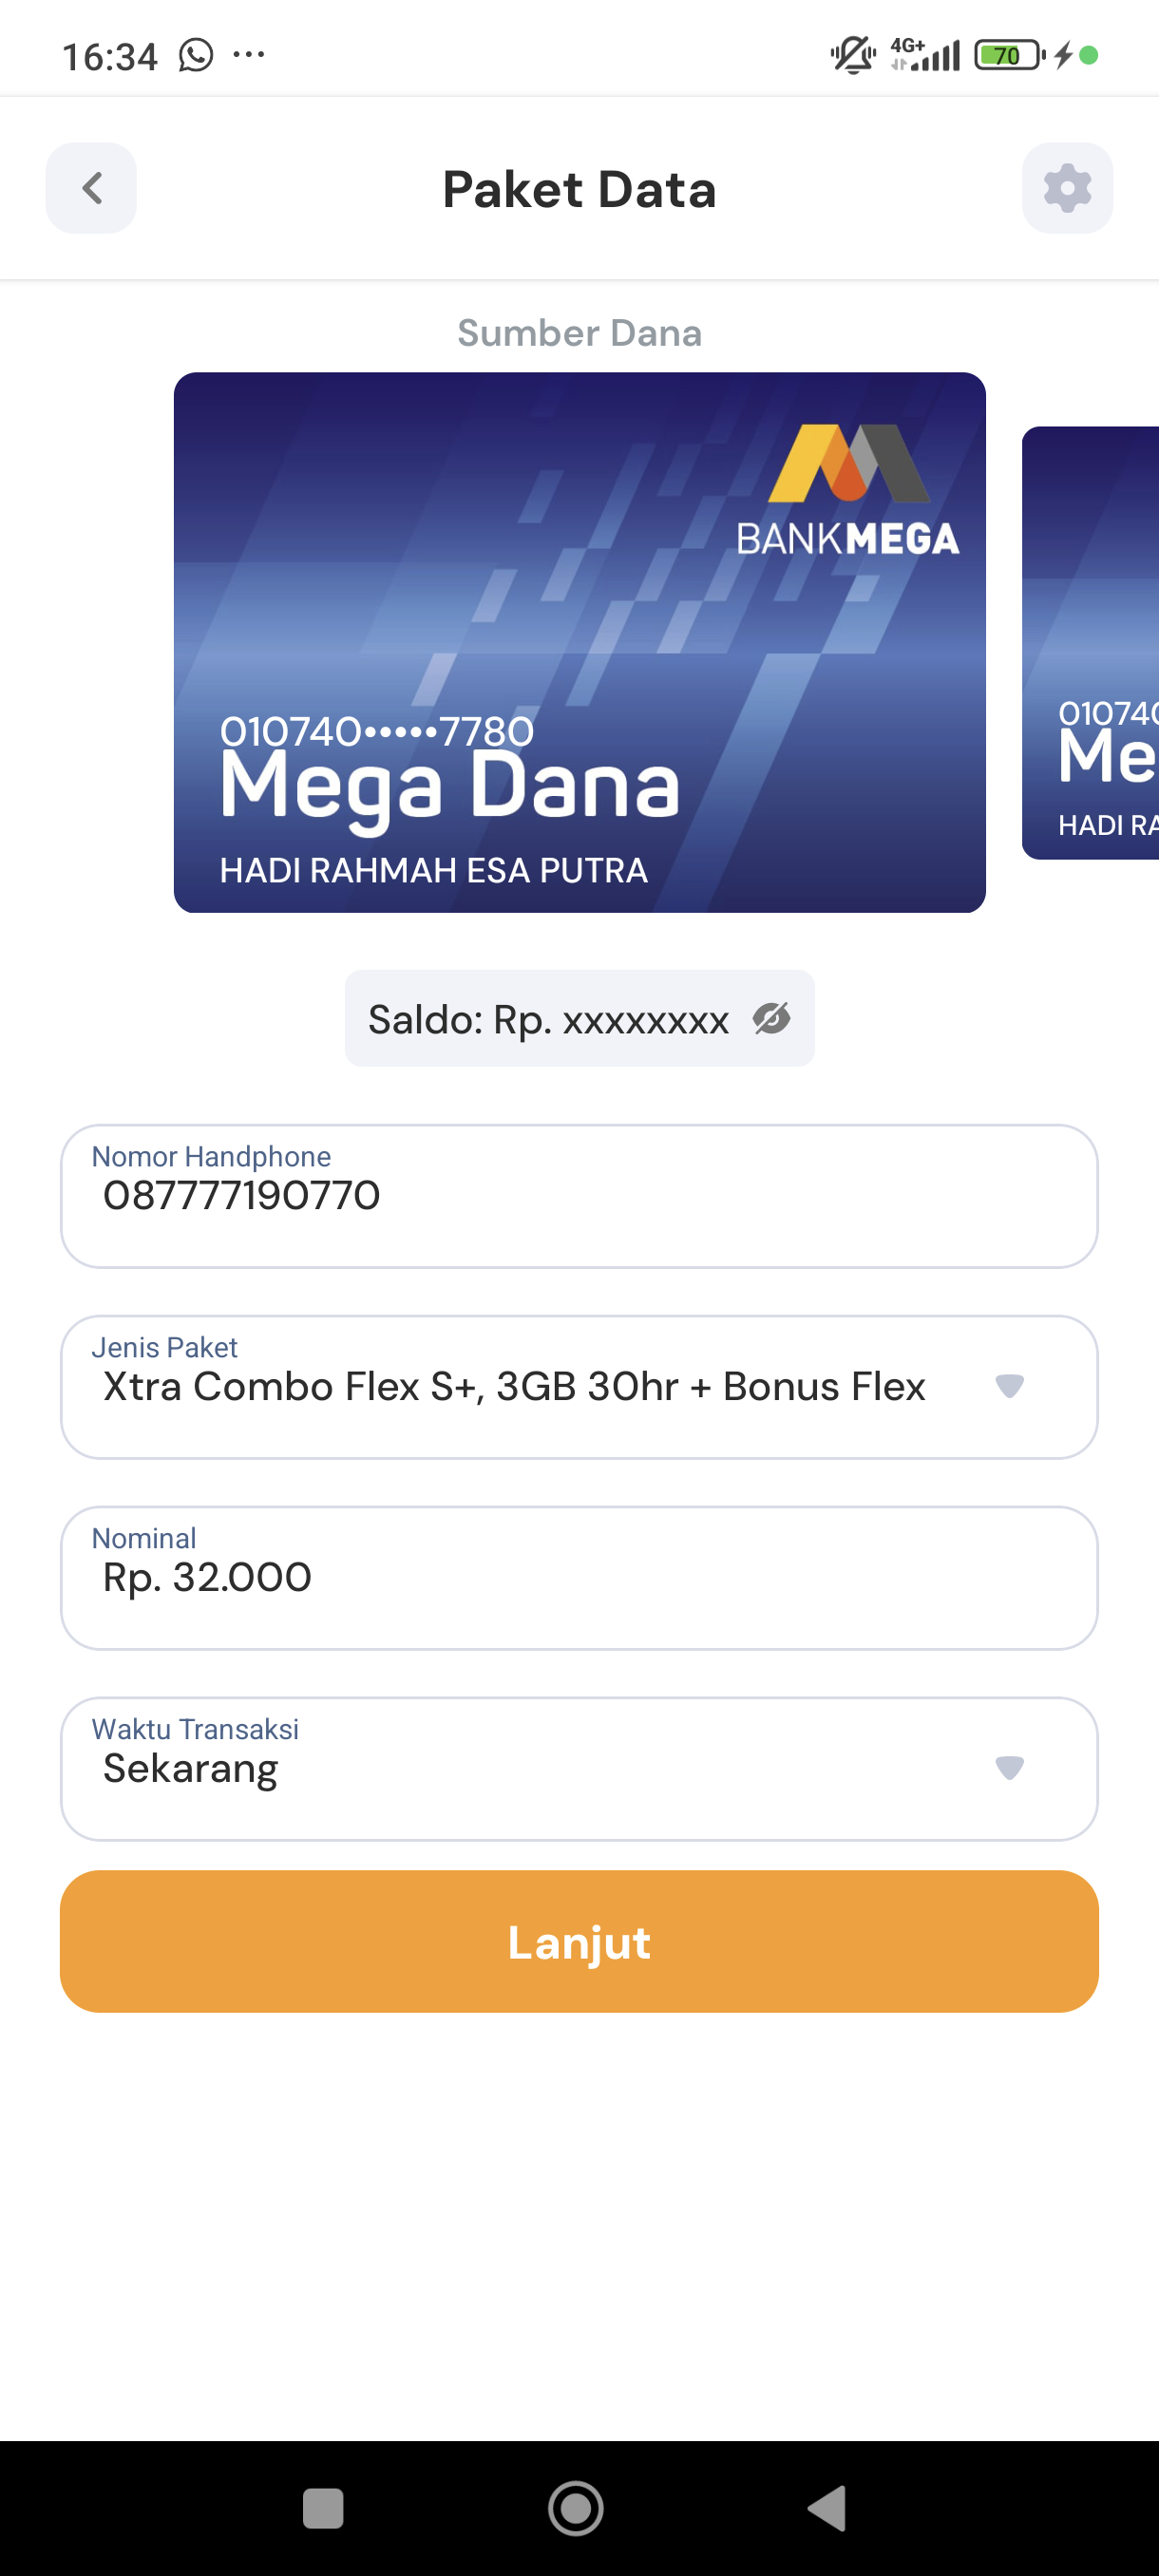 16:34
4G+
70
Paket Data
Sumber Dana
BANKMEGA
010740•••••7780
Mega Dana
HADI RAHMAH ESA PUTRA
010740
Me
HADI RA
Saldo: Rp. xxxxxxxx
Nomor Handphone
087777190770
Jenis Paket
Xtra Combo Flex S+, 3GB 30hr + Bonus Flex
Nominal
Rp. 32.000
Waktu Transaksi
Sekarang
Lanjut